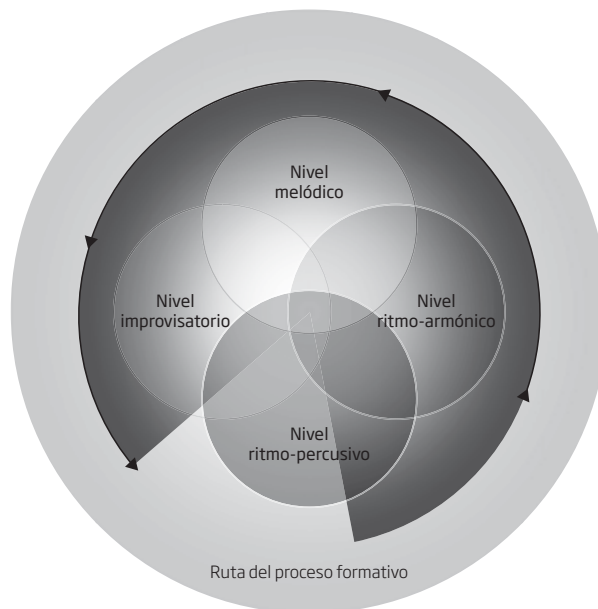 Nivel
melódico
Nivel
improvisatorio
Nivel
ritmo-armónico
Nivel
ritmo-percusivo
Ruta del proceso formativo